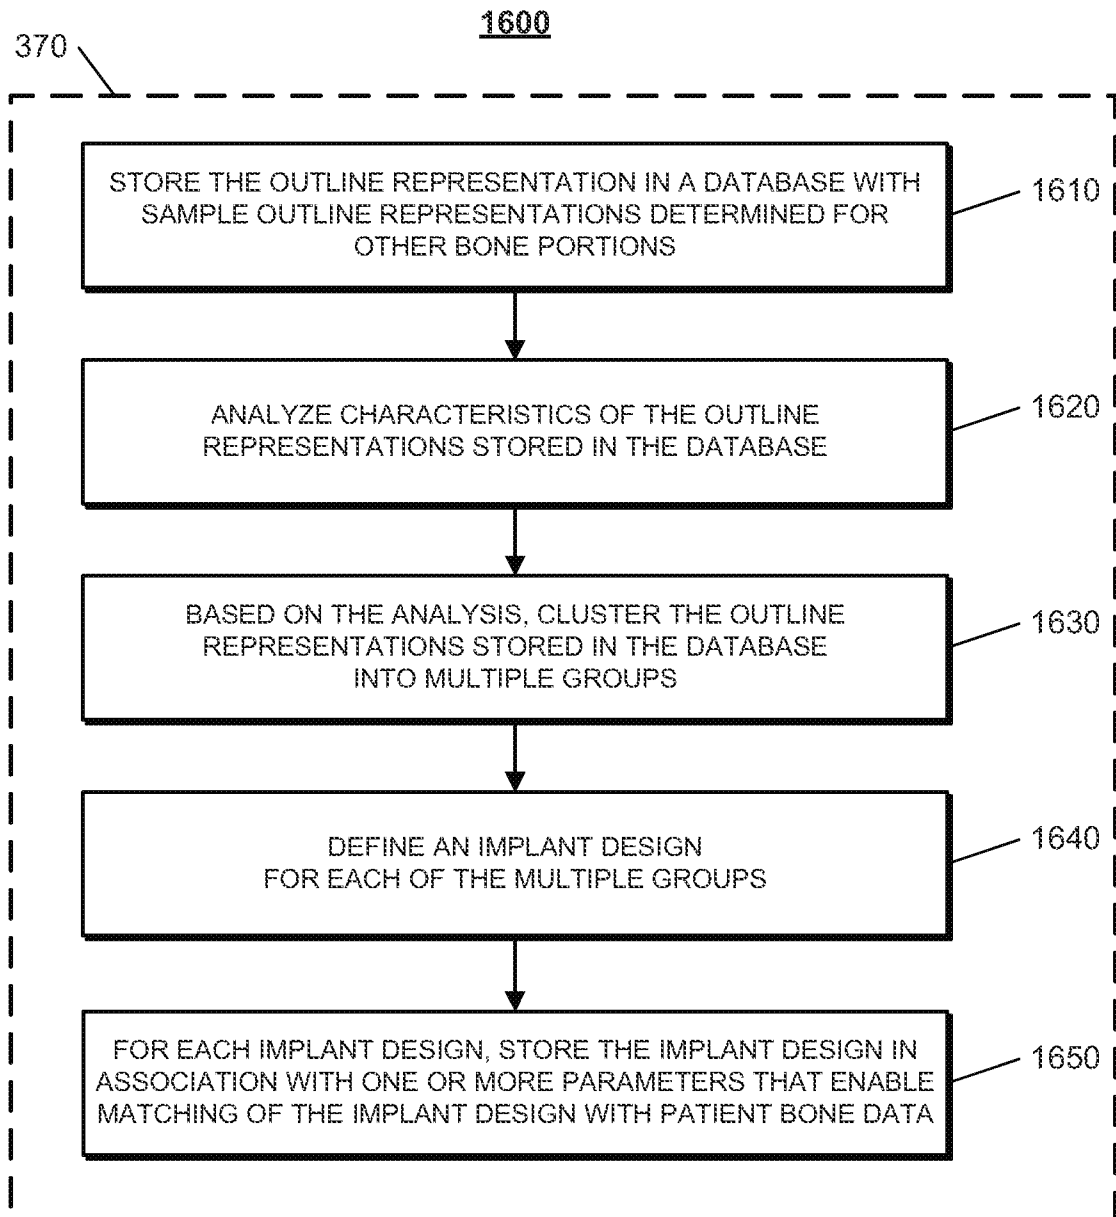 1600
370
STORE THE OUTLINE REPRESENTATION IN A DATABASE WITH
SAMPLE OUTLINE REPRESENTATIONS DETERMINED FOR
OTHER BONE PORTIONS
1610
ANALYZE CHARACTERISTICS OF THE OUTLINE
REPRESENTATIONS STORED IN THE DATABASE
1620
BASED ON THE ANALYSIS, CLUSTER THE OUTLINE
REPRESENTATIONS STORED IN THE DATABASE
INTO MULTIPLE GROUPS
1630
DEFINE AN IMPLANT DESIGN
FOR EACH OF THE MULTIPLE GROUPS
1640
FOR EACH IMPLANT DESIGN, STORE THE IMPLANT DESIGN IN
ASSOCIATION WITH ONE OR MORE PARAMETERS THAT ENABLE
MATCHING OF THE IMPLANT DESIGN WITH PATIENT BONE DATA
1650